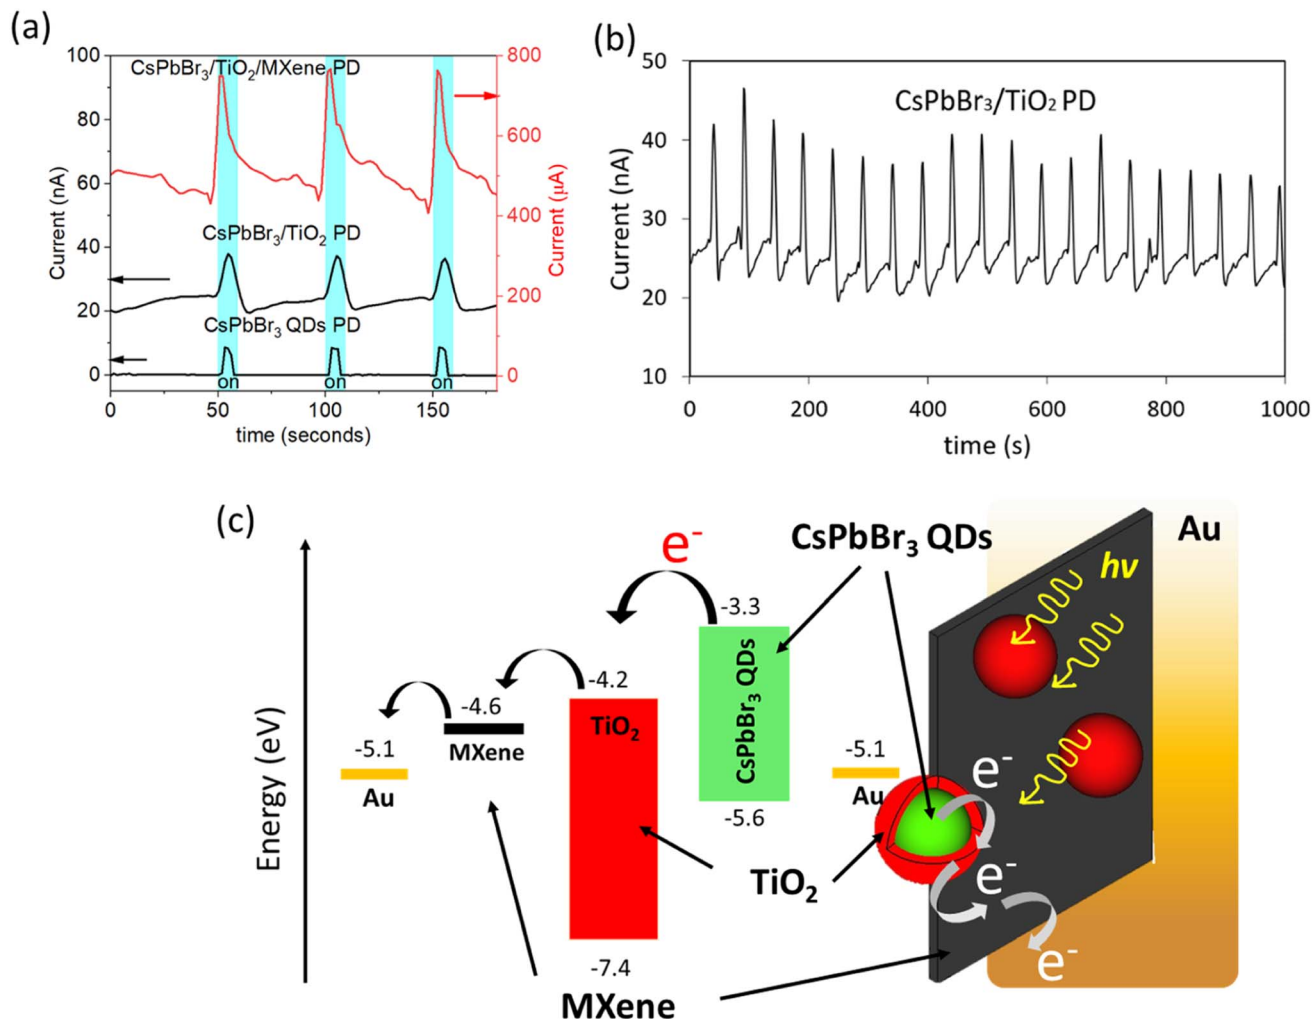 (a)
100
80
60
40
20
0
Current (nA)
800
600
400
200
0
Current (μA)
CsPbBr₃/TiO₂/MXene PD
CsPbBr₃/TiO₂ PD
CsPbBr₃ QDs PD
on
on
on
0
50
100
150
time (seconds)
(b)
50
40
30
20
10
Current (nA)
CsPbBr₃/TiO₂ PD
0
200
400
600
800
1000
time (s)
(c)
Energy (eV)
e⁻
-5.1
Au
-4.6
MXene
-4.2
TiO₂
-7.4
-3.3
CsPbBr₃ QDs
-5.6
-5.1
Au
CsPbBr₃ QDs
Au
hν
TiO₂
MXene
e⁻
e⁻
e⁻